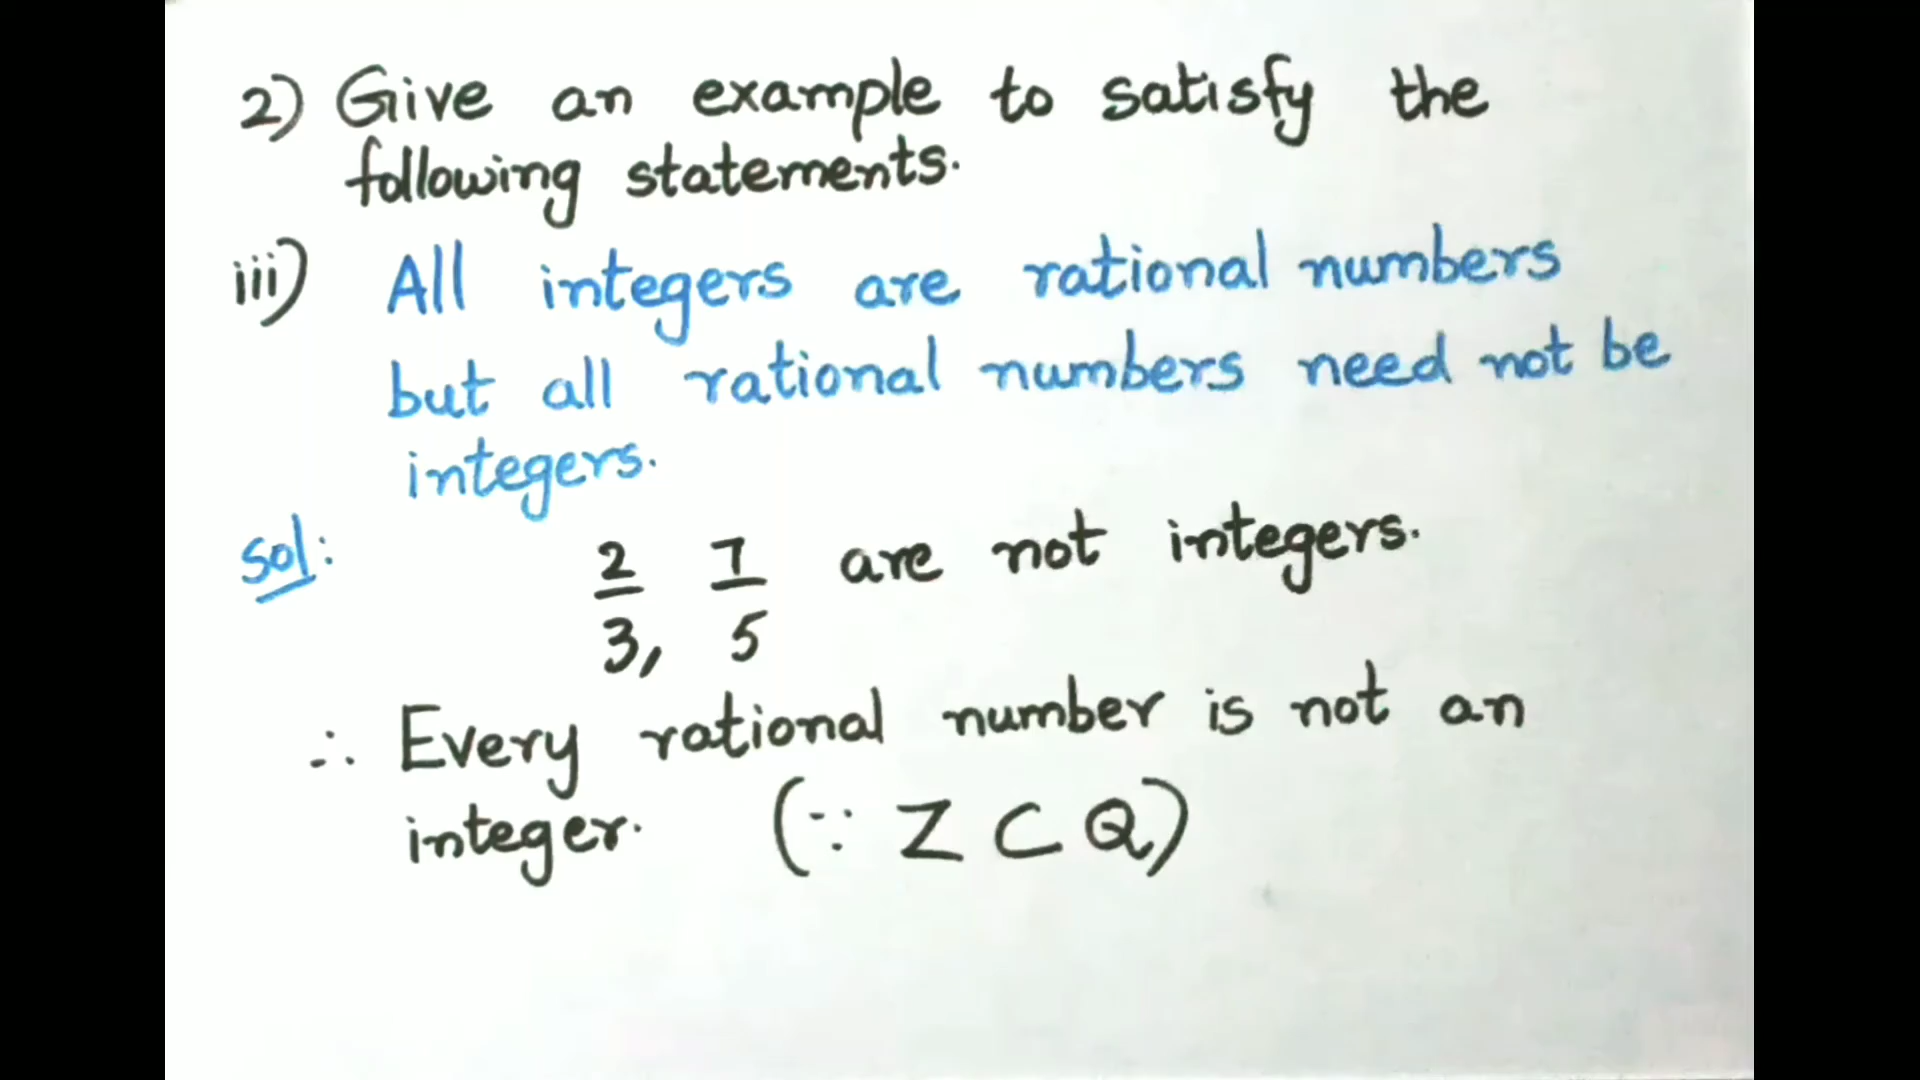 2) Give an example to satisfy the
following statements.
iii) All integers are rational numbers
but all rational numbers need not be
integers.
Sol: 2/3, 7/5 are not integers.
∴ Every rational number is not an
integer. (∵ Z ⊂ Q)